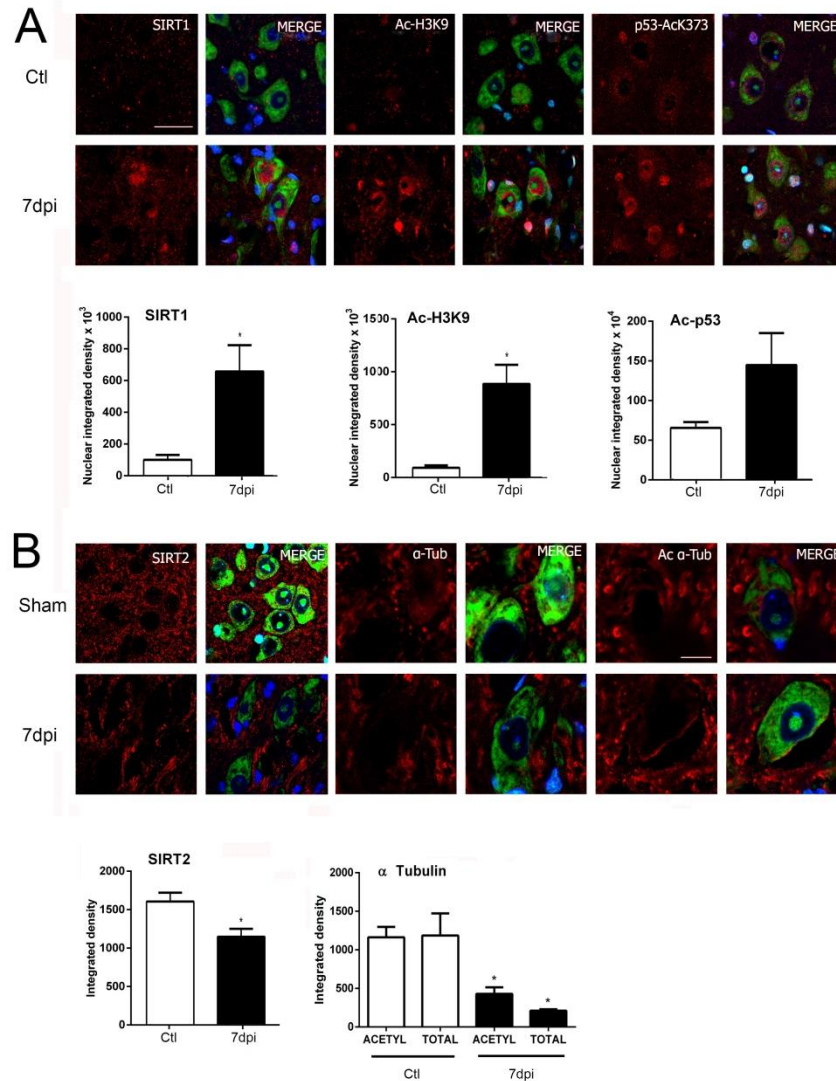 A
SIRT1 MERGE Ac-H3K9 MERGE p53-AcK373 MERGE
Ctl
7dpi
SIRT1
Nuclear integrated density x 10³
1000
800
600
400
200
0
*
Ctl 7dpi
Ac-H3K9
Nuclear integrated density x 10³
1500
1000
500
0
*
Ctl 7dpi
Ac-p53
Nuclear integrated density x 10⁴
200
150
100
50
0
Ctl 7dpi
B
SIRT2 MERGE α-Tub MERGE Ac α-Tub MERGE
Sham
7dpi
SIRT2
Integrated density
2000
1500
1000
500
0
*
Ctl 7dpi
α Tubulin
Integrated density
2000
1500
1000
500
0
* *
ACETYL TOTAL ACETYL TOTAL
Ctl 7dpi